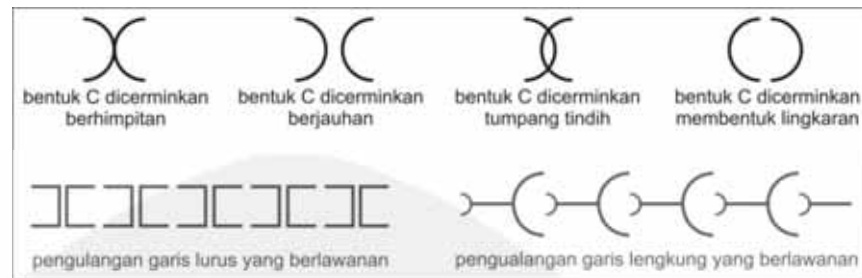 bentuk C dicerminkan
berhimpitan
bentuk C dicerminkan
berjauhan
bentuk C dicerminkan
tumpang tindih
bentuk C dicerminkan
membentuk lingkaran
pengulangan garis lurus yang berlawanan
pengualangan garis lengkung yang berlawanan